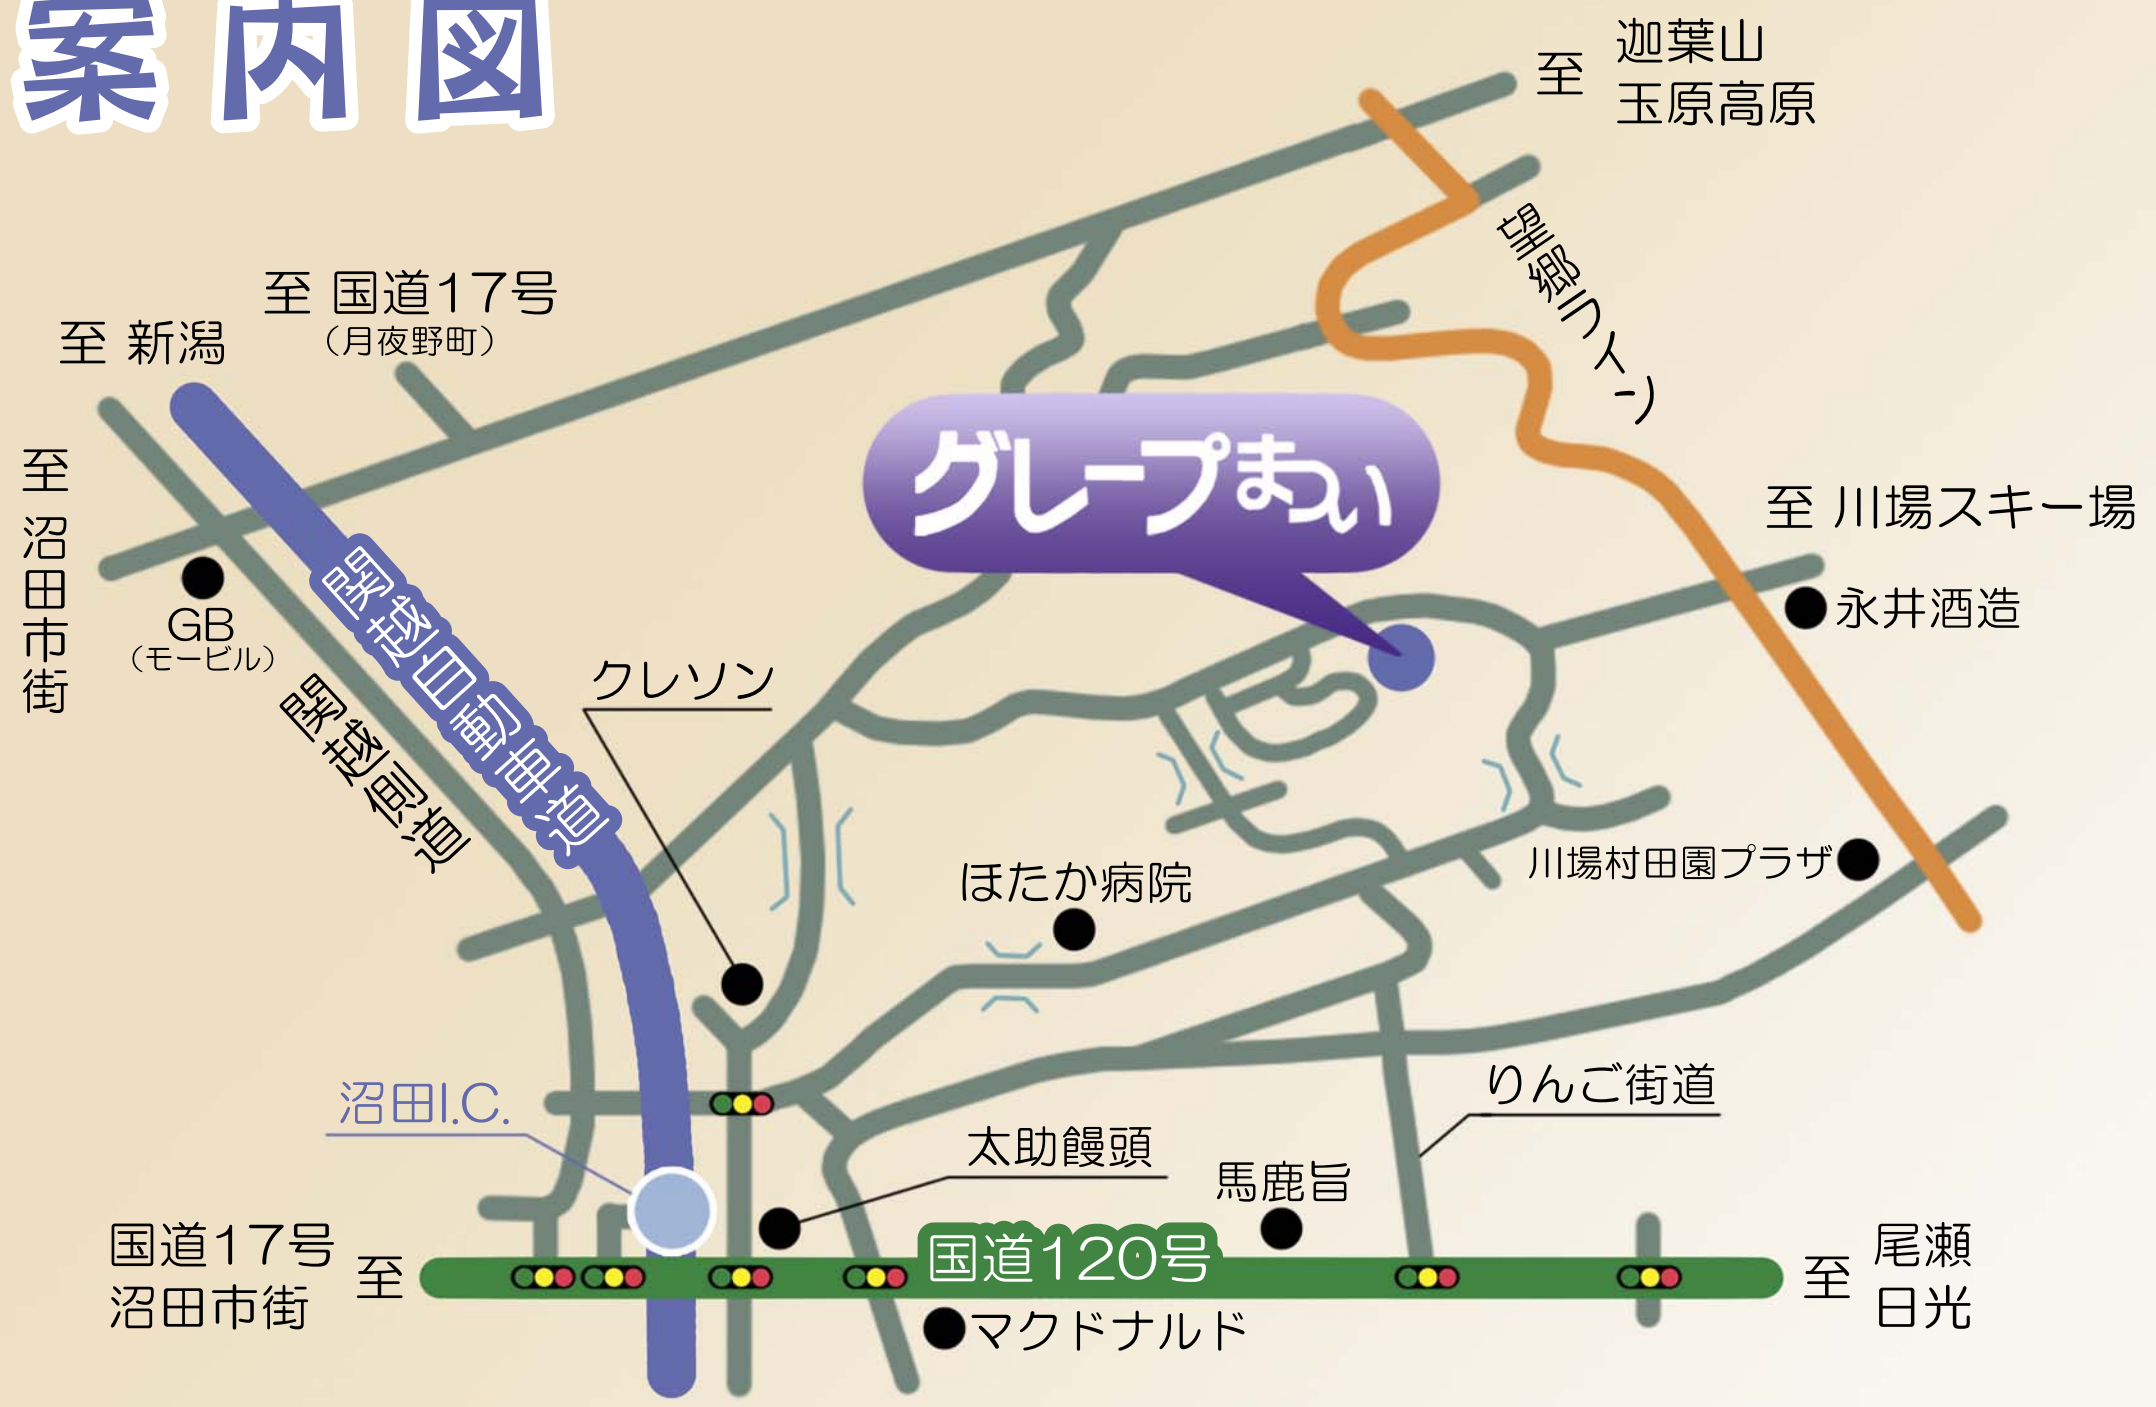 案内図
至 迦葉山
玉原高原
望郷ライン
至 国道17号
（月夜野町）
至 新潟
至 沼田市街
グレープまつい
至 川場スキー場
永井酒造
GB
（モービル）
関越自動車道
関越側道
クレソン
川場村田園プラザ
ほたか病院
りんご街道
沼田I.C.
太助饅頭
馬鹿旨
国道17号
沼田市街
至
国道120号
至
尾瀬
日光
マクドナルド